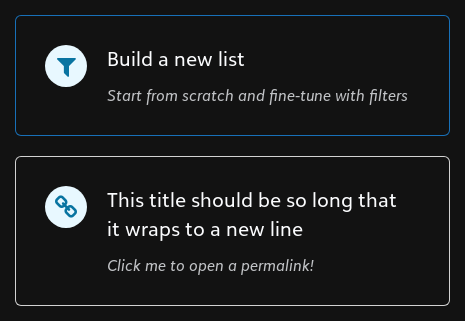 Build a new list
Start from scratch and fine-tune with filters
This title should be so long that
it wraps to a new line
Click me to open a permalink!